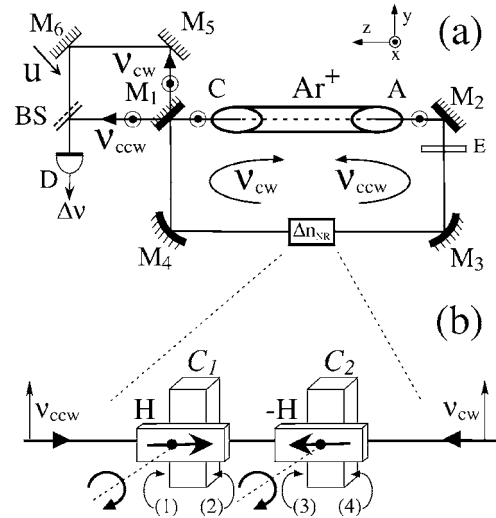 M6
M5
y
z
x
(a)
u
νcw
C
Ar+
A
M1
M2
BS
νccw
E
D
νcw
νccw
Δν
M4
ΔnNR
M3
(b)
C1
C2
νccw
H
-H
νcw
(1)
(2)
(3)
(4)